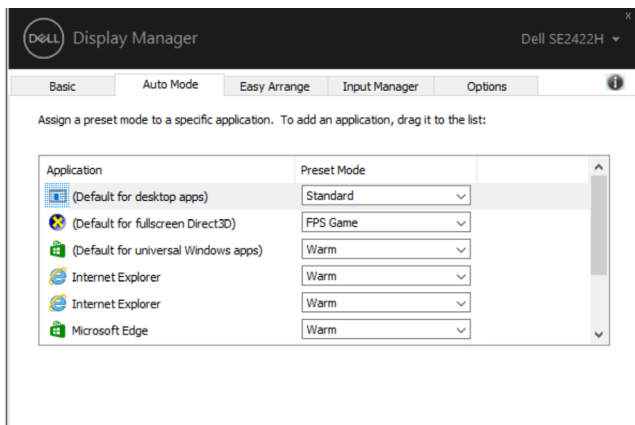 DELL Display Manager Dell SE2422H
x
Basic Auto Mode Easy Arrange Input Manager Options
Assign a preset mode to a specific application. To add an application, drag it to the list:
Application Preset Mode
(Default for desktop apps) Standard
(Default for fullscreen Direct3D) FPS Game
(Default for universal Windows apps) Warm
Internet Explorer Warm
Internet Explorer Warm
Microsoft Edge Warm